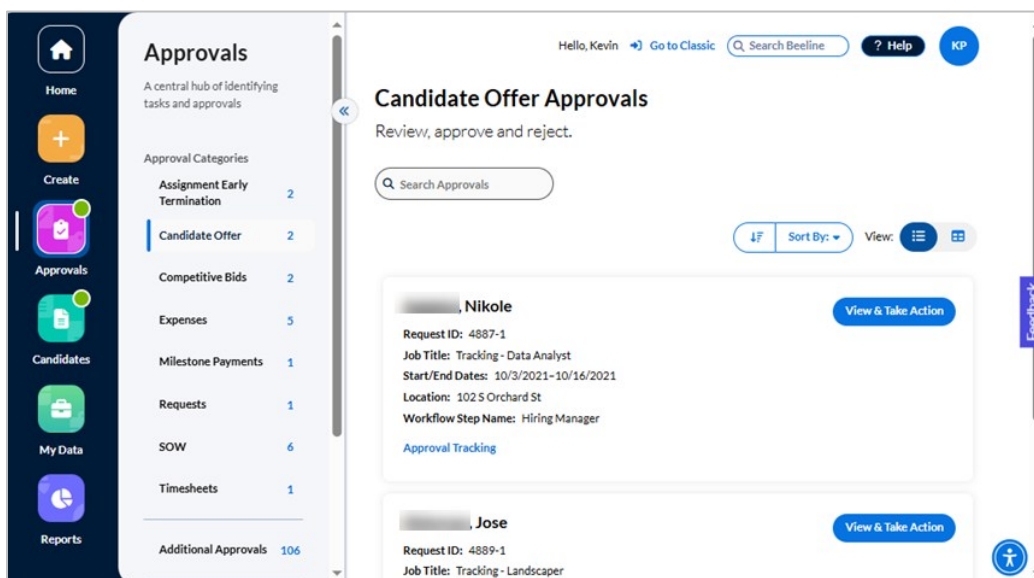 Home
Create
Approvals
Candidates
My Data
Reports
Approvals
A central hub of identifying
tasks and approvals
Approval Categories
Assignment Early
Termination 2
Candidate Offer 2
Competitive Bids 2
Expenses 5
Milestone Payments 1
Requests 1
SOW 6
Timesheets 1
Additional Approvals 106
Hello, Kevin Go to Classic Search Beeline ? Help KP
Candidate Offer Approvals
Review, approve and reject.
Search Approvals
Sort By: View:
, Nikole View & Take Action
Request ID: 4887-1
Job Title: Tracking - Data Analyst
Start/End Dates: 10/3/2021–10/16/2021
Location: 102 S Orchard St
Workflow Step Name: Hiring Manager
Approval Tracking
, Jose View & Take Action
Request ID: 4889-1
Job Title: Tracking - Landscaper
Feedback